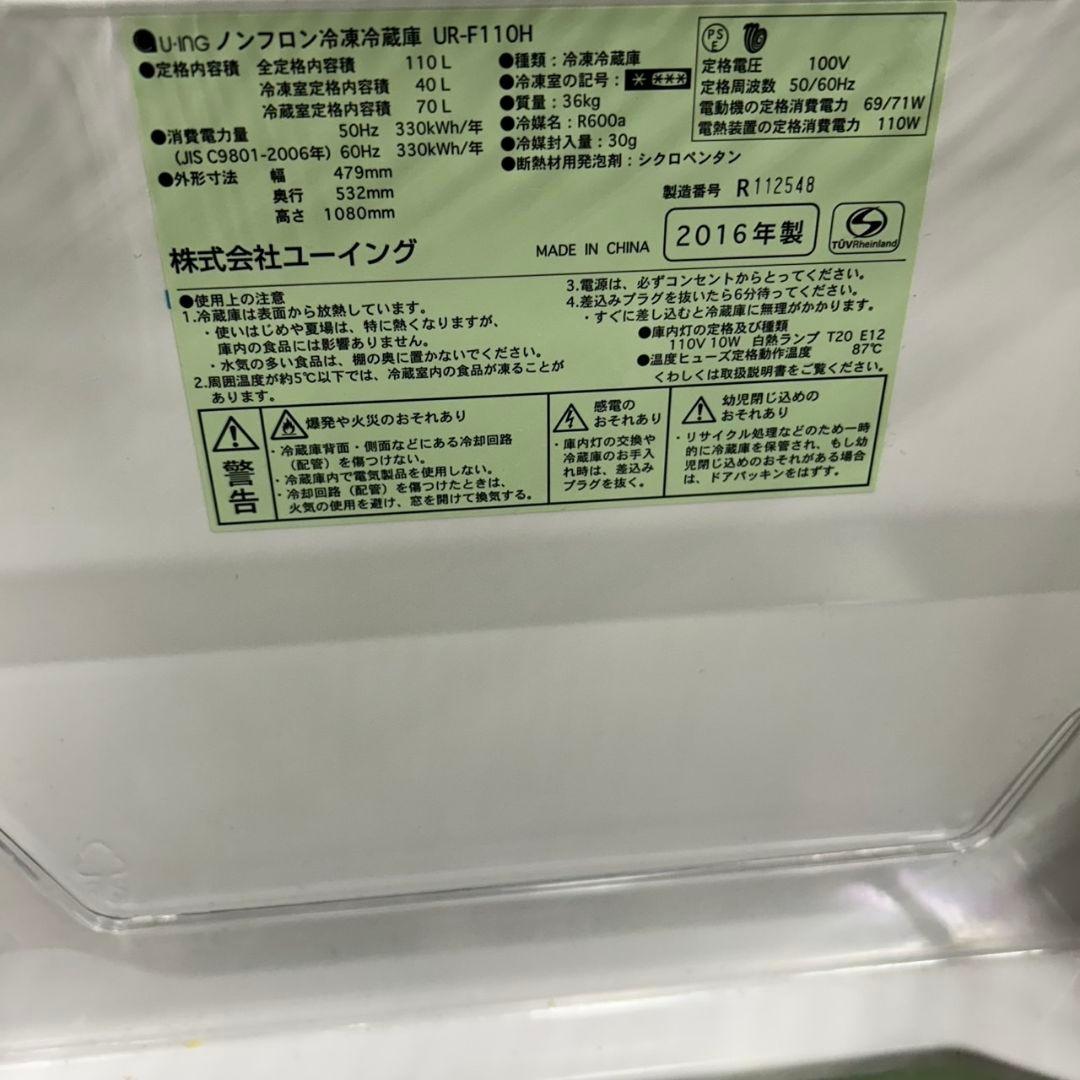 U-ING ノンフロン冷凍冷蔵庫 UR-F110H
●定格内容積 全定格内容積 110 L
冷凍室定格内容積 40 L
冷蔵室定格内容積 70 L
●消費電力量 50Hz 330kWh/年
(JIS C9801-2006年) 60Hz 330kWh/年
●外形寸法 幅 479mm
奥行 532mm
高さ 1080mm
株式会社ユーイング
●種類：冷凍冷蔵庫
●冷凍室の記号：
●質量：36kg
●冷媒名：R600a
●冷媒封入量：30g
●断熱材用発泡剤：シクロペンタン
PS
E
定格電圧 100V
定格周波数 50/60Hz
電動機の定格消費電力 69/71W
電熱装置の定格消費電力 110W
製造番号 R112548
MADE IN CHINA
2016年製
TÜVRheinland
●使用上の注意
1.冷蔵庫は表面から放熱しています。
・使いはじめや夏場は、特に熱くなりますが、
庫内の食品には影響ありません。
・水気の多い食品は、棚の奥に置かないでください。
2.周囲温度が約5℃以下では、冷蔵室内の食品が凍ることが
あります。
3.電源は、必ずコンセントからとってください。
4.差込みプラグを抜いたら6分待ってください。
・すぐに差し込むと冷蔵庫に無理がかかります。
●庫内灯の定格及び種類
110V 10W 白熱ランプ T20 E12
●温度ヒューズ定格動作温度 87℃
くわしくは取扱説明書をご覧ください。
警告
爆発や火災のおそれあり
・冷蔵庫背面・側面などにある冷却回路
（配管）を傷つけない。
・冷蔵庫内で電気製品を使用しない。
・冷却回路（配管）を傷つけたときは、
火気の使用を避け、窓を開けて換気する。
感電の
おそれあり
・庫内灯の交換や
冷蔵庫のお手入
れ時は、差込み
プラグを抜く。
幼児閉じ込めの
おそれあり
・リサイクル処理などのため一時
的に冷蔵庫を保管され、もし幼
児閉じ込めのおそれがある場合
は、ドアパッキンをはずす。